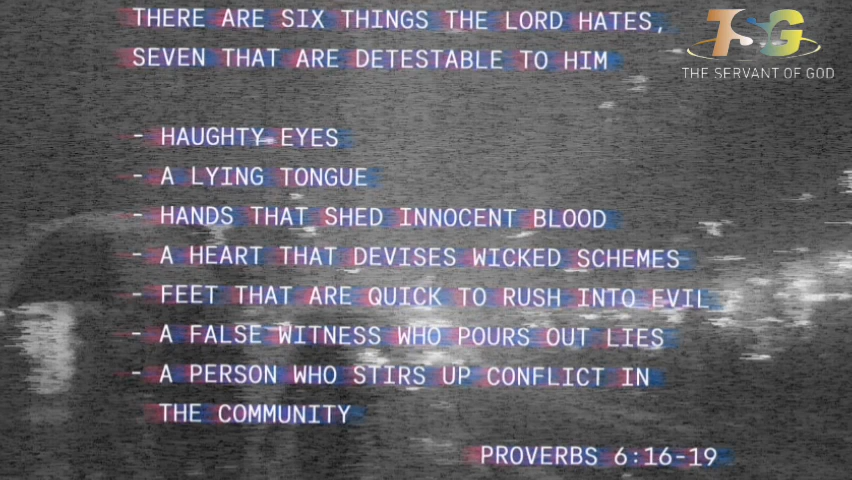 THERE ARE SIX THINGS THE LORD HATES,
SEVEN THAT ARE DETESTABLE TO HIM
- HAUGHTY EYES
- A LYING TONGUE
- HANDS THAT SHED INNOCENT BLOOD
- A HEART THAT DEVISES WICKED SCHEMES
- FEET THAT ARE QUICK TO RUSH INTO EVIL
- A FALSE WITNESS WHO POURS OUT LIES
- A PERSON WHO STIRS UP CONFLICT IN
THE COMMUNITY
PROVERBS 6:16-19
TSG
THE SERVANT OF GOD